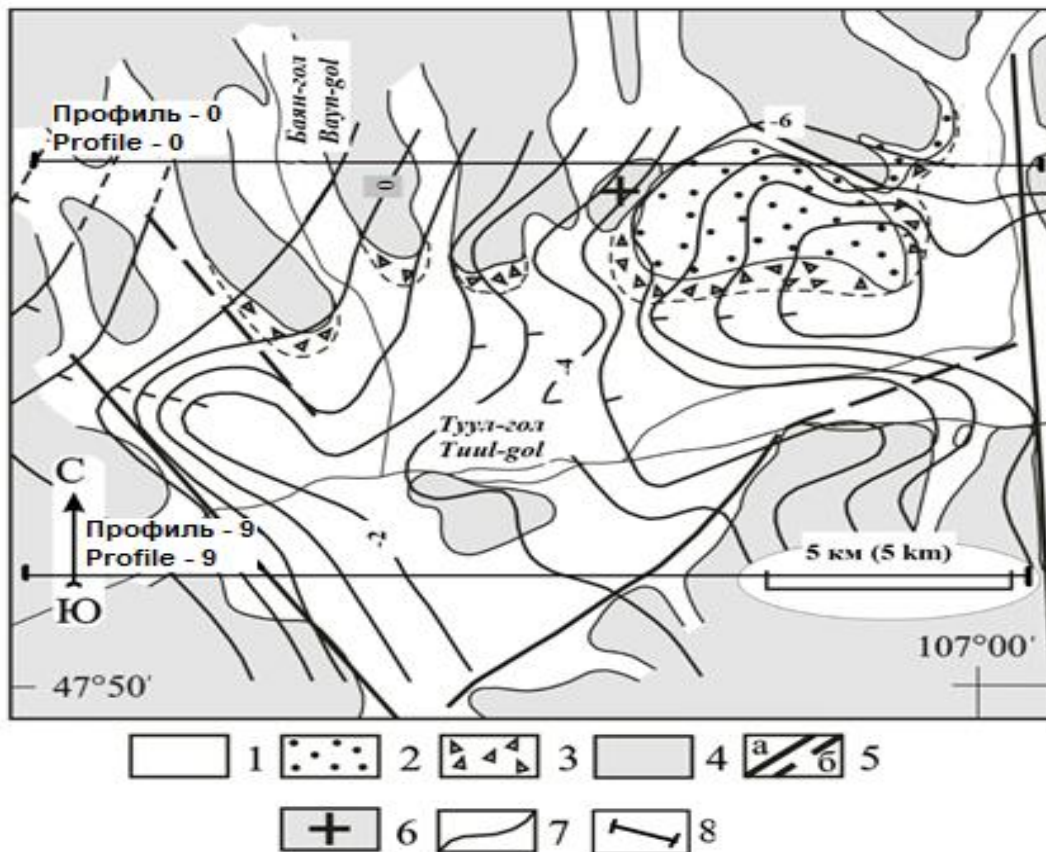 Профиль - 0
Profile - 0
Баян-гол
Bayn-gol
-6
0
-4
Туул-гол
Tuul-gol
-2
С
Ю
Профиль - 9
Profile - 9
5 км (5 km)
47°50′
107°00′
1
2
3
4
а
б
5
6
7
8